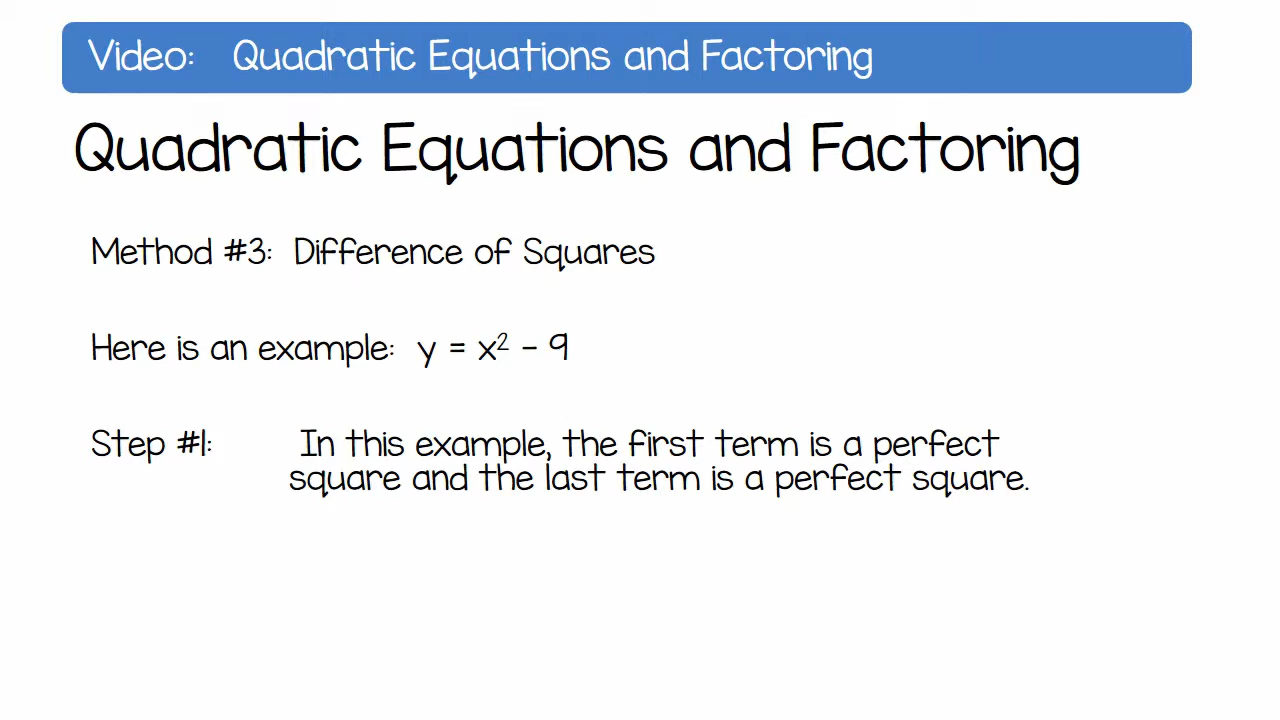 Video: Quadratic Equations and Factoring
Quadratic Equations and Factoring
Method #3: Difference of Squares
Here is an example: y = x² - 9
Step #1: In this example, the first term is a perfect
square and the last term is a perfect square.